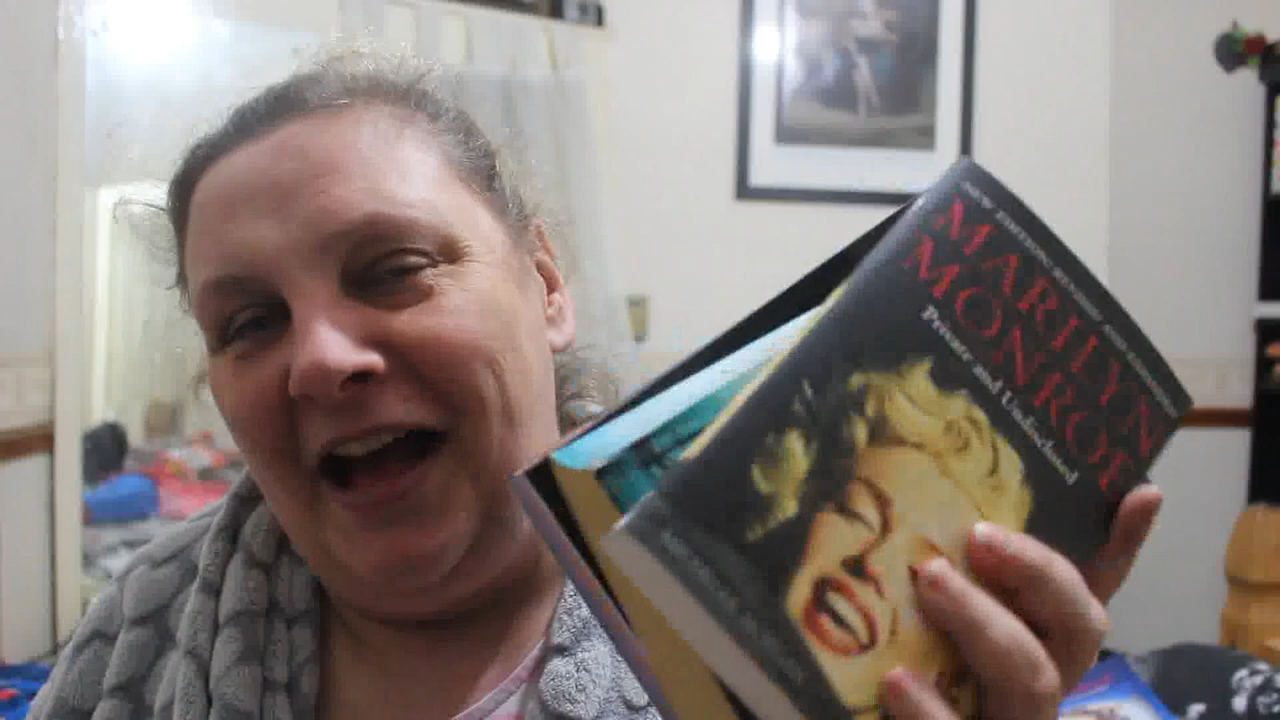 NEW EDITION: REVISED AND EXPANDED
MARILYN
MONROE
Private and Undisclosed